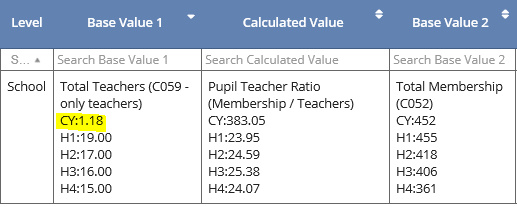 Level Base Value 1 Calculated Value Base Value 2
S... Search Base Value 1 Search Calculated Value Search Base Value 2
School Total Teachers (C059 - Pupil Teacher Ratio Total Membership
only teachers) (Membership / Teachers) (C052)
CY:1.18 CY:383.05 CY:452
H1:19.00 H1:23.95 H1:455
H2:17.00 H2:24.59 H2:418
H3:16.00 H3:25.38 H3:406
H4:15.00 H4:24.07 H4:361